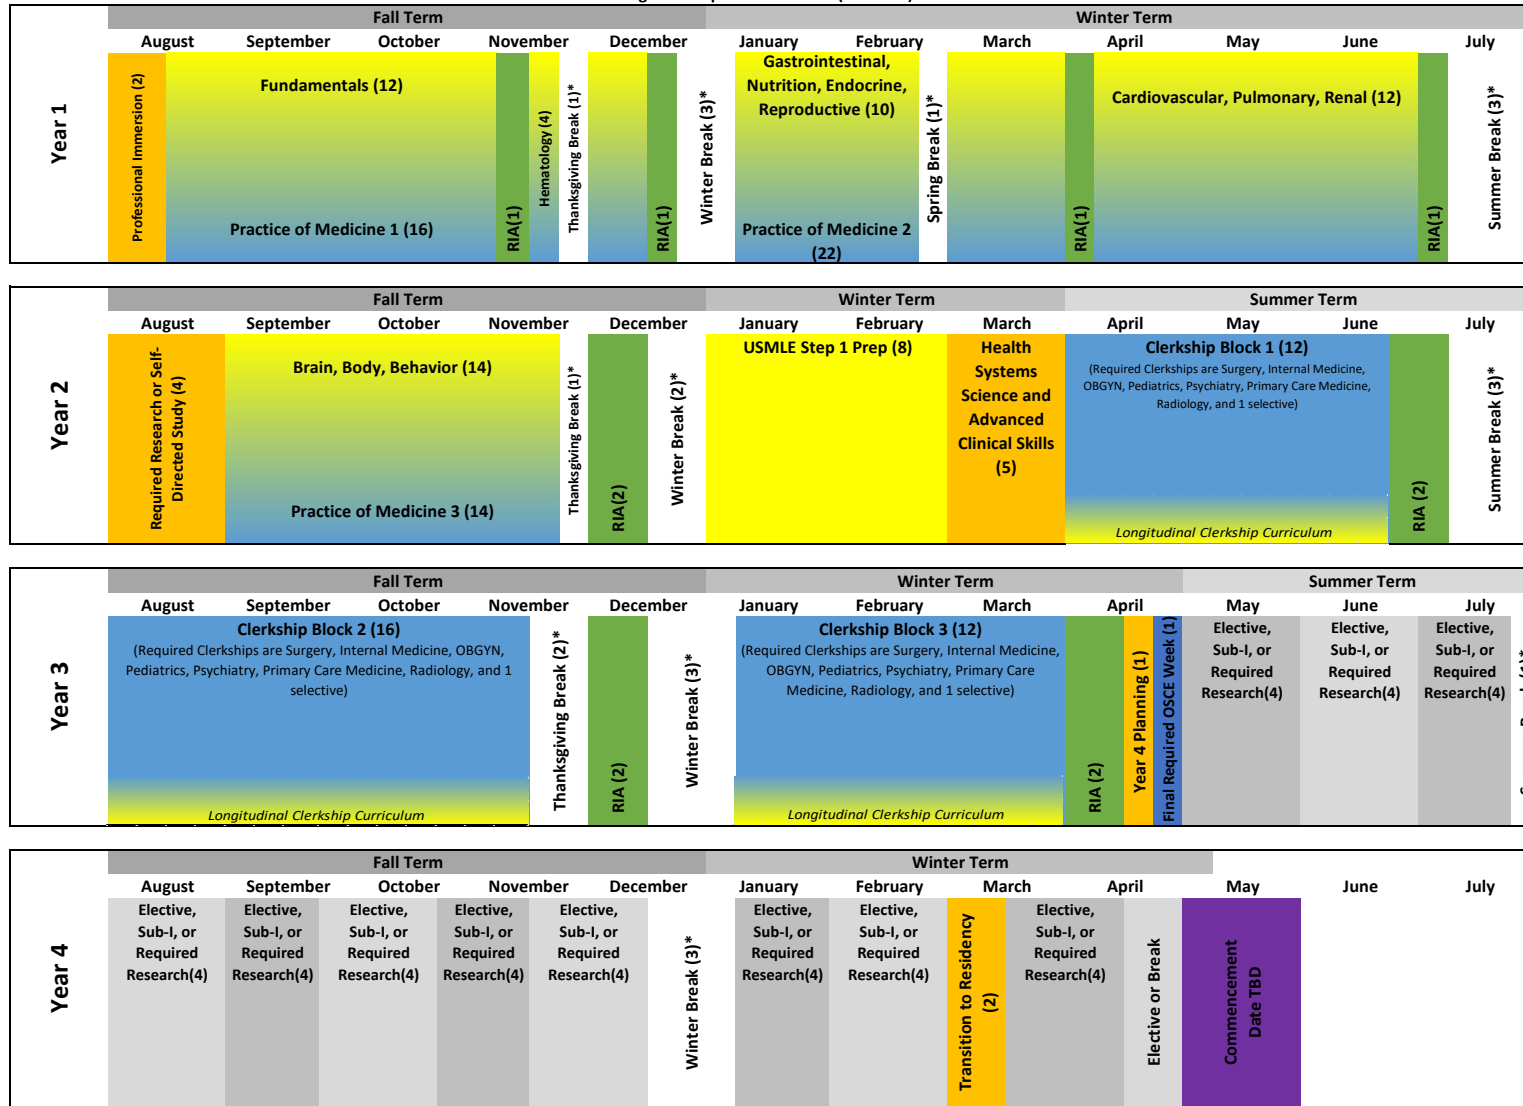 Year 1
Fall Term
Winter Term
August September October November December January February March April May June July
Professional Immersion (2)
Fundamentals (12)
Practice of Medicine 1 (16)
RIA(1)
Hematology (4)
Thanksgiving Break (1)*
RIA(1)
Winter Break (3)*
Gastrointestinal,
Nutrition, Endocrine,
Reproductive (10)
Practice of Medicine 2
(22)
Spring Break (1)*
RIA(1)
Cardiovascular, Pulmonary, Renal (12)
RIA(1)
Summer Break (3)*
Year 2
Fall Term
Winter Term
Summer Term
August September October November December January February March April May June July
Required Research or Self-
Directed Study (4)
Brain, Body, Behavior (14)
Practice of Medicine 3 (14)
Thanksgiving Break (1)*
RIA(2)
Winter Break (2)*
USMLE Step 1 Prep (8)
Health
Systems
Science and
Advanced
Clinical Skills
(5)
Clerkship Block 1 (12)
(Required Clerkships are Surgery, Internal Medicine,
OBGYN, Pediatrics, Psychiatry, Primary Care Medicine,
Radiology, and 1 selective)
Longitudinal Clerkship Curriculum
RIA (2)
Summer Break (3)*
Year 3
Fall Term
Winter Term
Summer Term
August September October November December January February March April May June July
Clerkship Block 2 (16)
(Required Clerkships are Surgery, Internal Medicine, OBGYN,
Pediatrics, Psychiatry, Primary Care Medicine, Radiology, and 1
selective)
Longitudinal Clerkship Curriculum
Thanksgiving Break (2)*
RIA (2)
Winter Break (3)*
Clerkship Block 3 (12)
(Required Clerkships are Surgery, Internal Medicine,
OBGYN, Pediatrics, Psychiatry, Primary Care
Medicine, Radiology, and 1 selective)
Longitudinal Clerkship Curriculum
RIA (2)
Year 4 Planning (1)
Final Required OSCE Week (1)
Elective,
Sub-I, or
Required
Research(4)
Elective,
Sub-I, or
Required
Research(4)
Elective,
Sub-I, or
Required
Research(4)
Year 4
Fall Term
Winter Term
August September October November December January February March April May June July
Elective,
Sub-I, or
Required
Research(4)
Elective,
Sub-I, or
Required
Research(4)
Elective,
Sub-I, or
Required
Research(4)
Elective,
Sub-I, or
Required
Research(4)
Elective,
Sub-I, or
Required
Research(4)
Winter Break (3)*
Elective,
Sub-I, or
Required
Research(4)
Elective,
Sub-I, or
Required
Research(4)
Transition to Residency
(2)
Elective,
Sub-I, or
Required
Research(4)
Elective or Break
Commencement
Date TBD